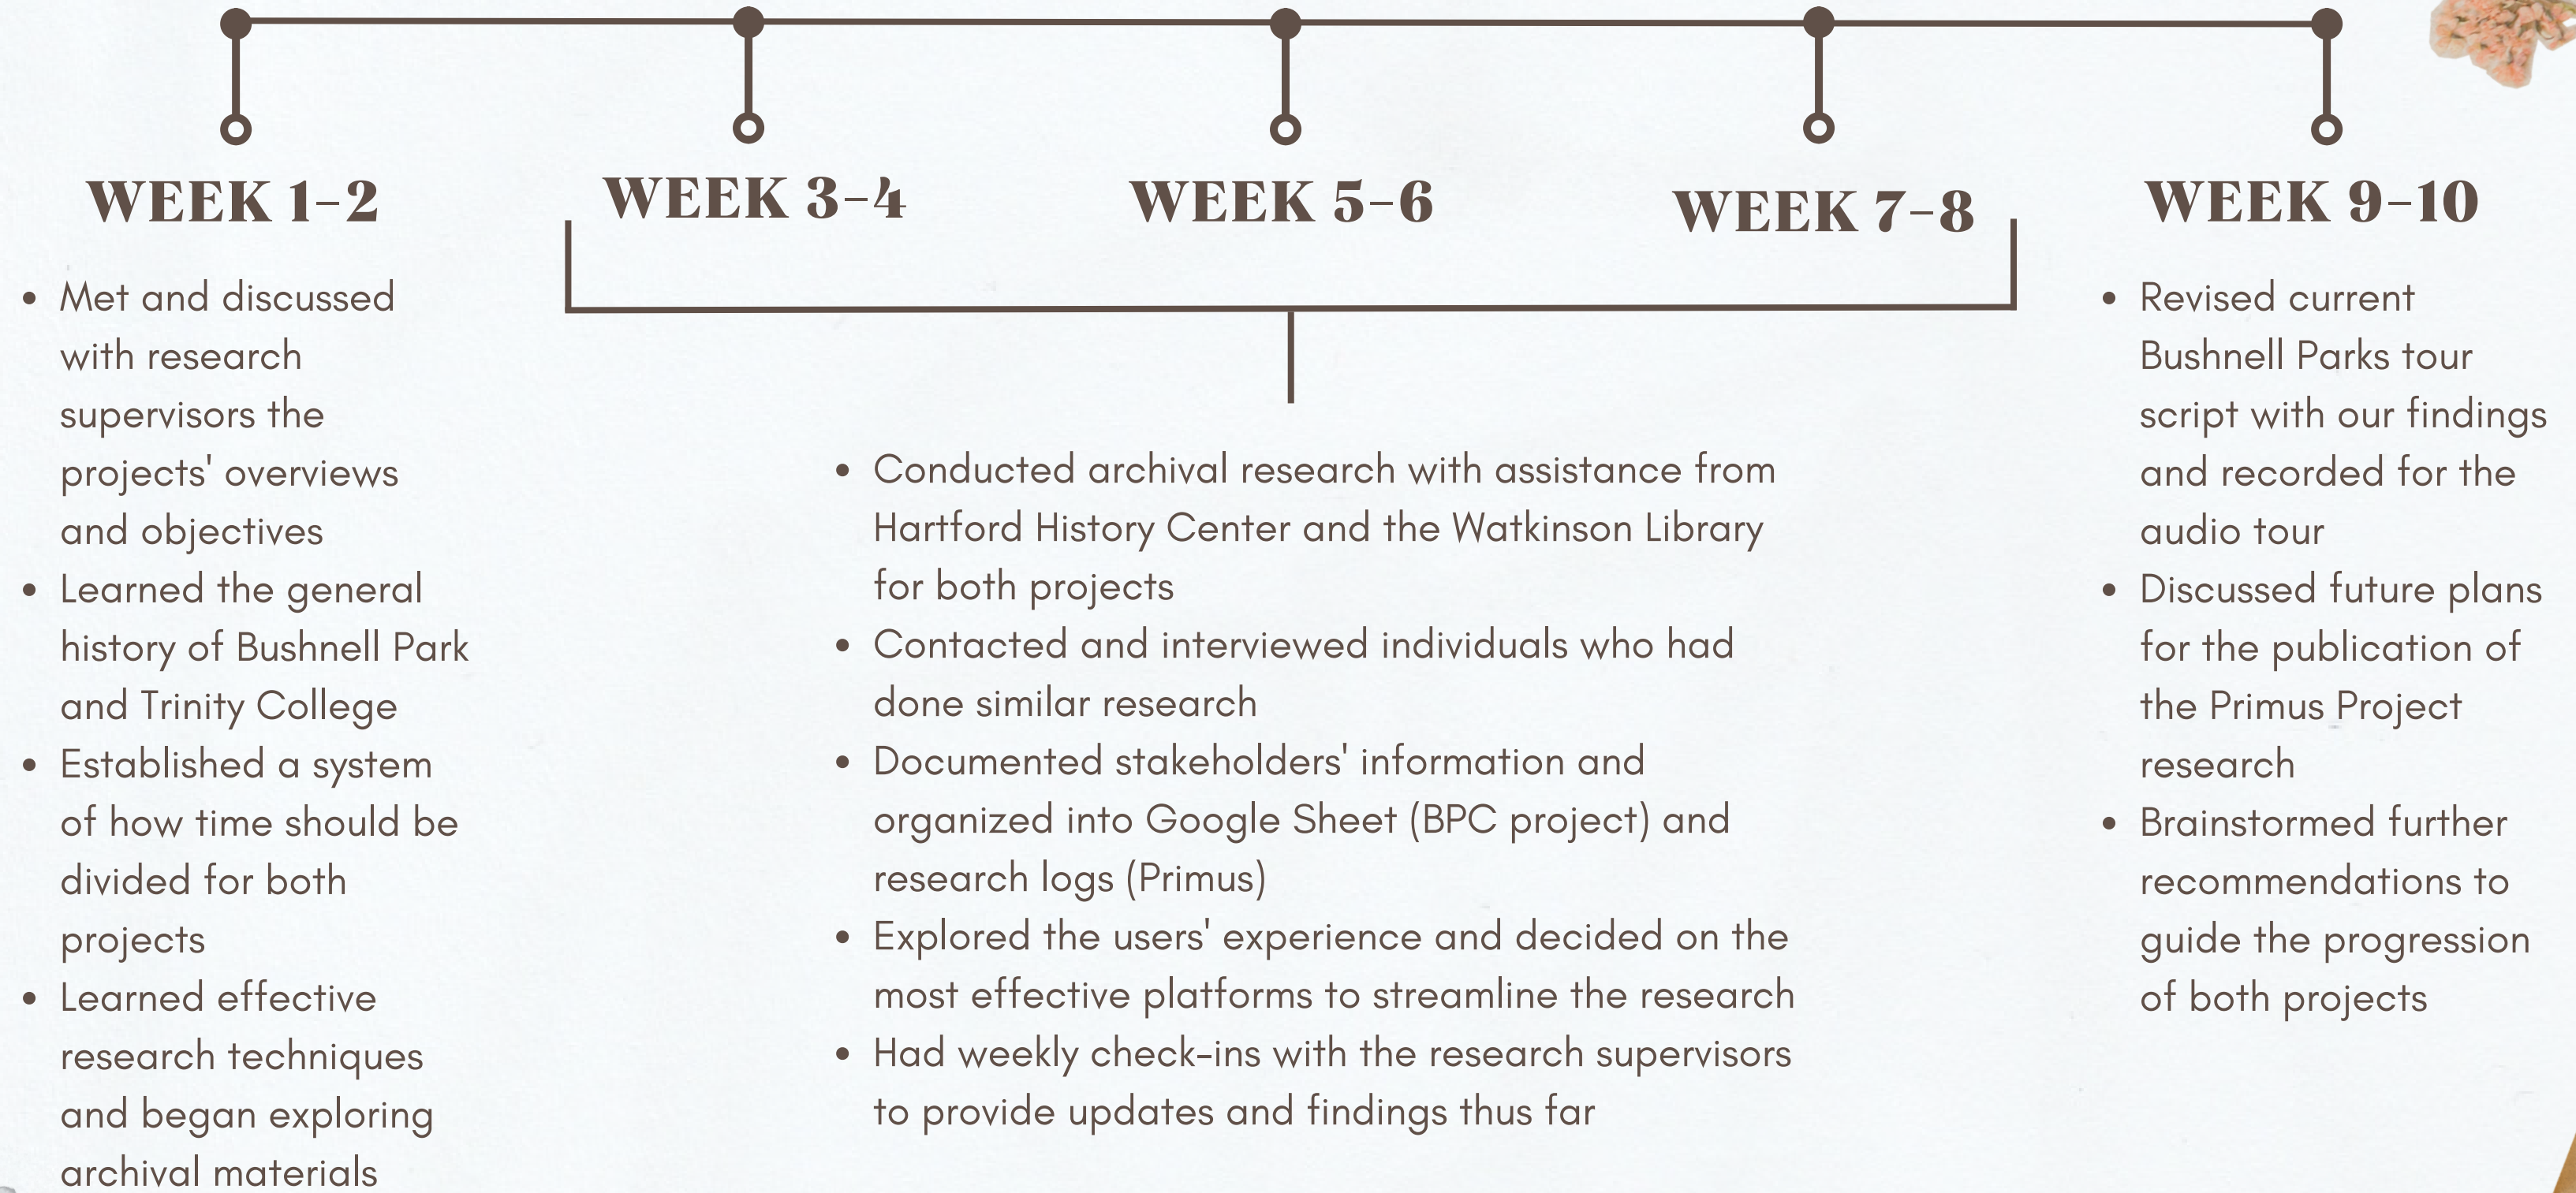 WEEK 1-2
• Met and discussed
with research
supervisors the
projects' overviews
and objectives
• Learned the general
history of Bushnell Park
and Trinity College
• Established a system
of how time should be
divided for both
projects
• Learned effective
research techniques
and began exploring
archival materials
WEEK 3-4
WEEK 5-6
WEEK 7-8
• Conducted archival research with assistance from
Hartford History Center and the Watkinson Library
for both projects
• Contacted and interviewed individuals who had
done similar research
• Documented stakeholders' information and
organized into Google Sheet (BPC project) and
research logs (Primus)
• Explored the users' experience and decided on the
most effective platforms to streamline the research
• Had weekly check-ins with the research supervisors
to provide updates and findings thus far
WEEK 9-10
• Revised current
Bushnell Parks tour
script with our findings
and recorded for the
audio tour
• Discussed future plans
for the publication of
the Primus Project
research
• Brainstormed further
recommendations to
guide the progression
of both projects